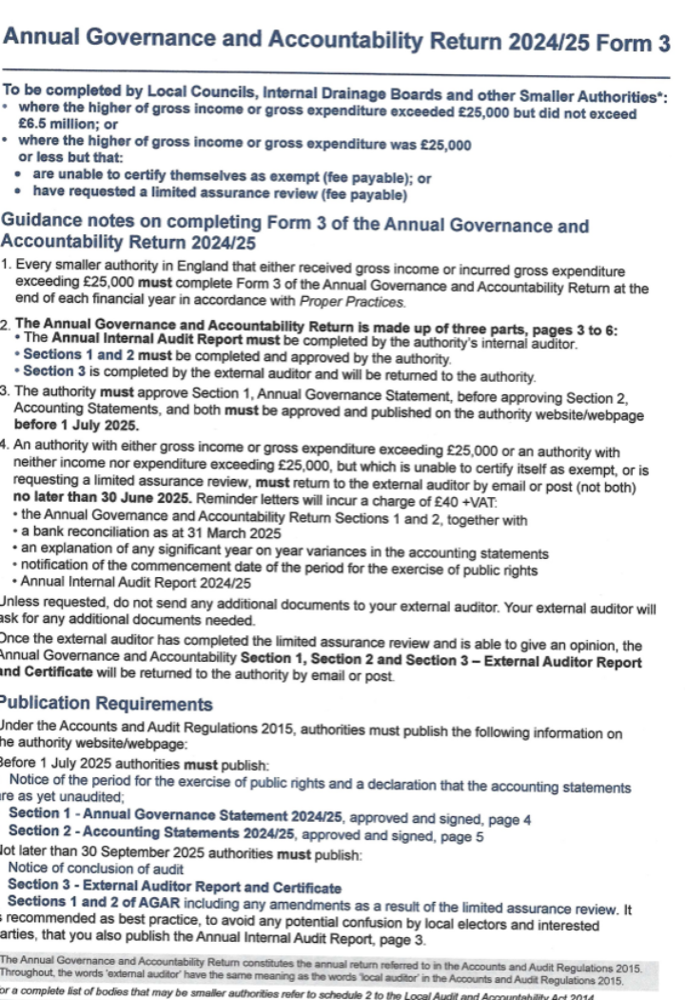 Annual Governance and Accountability Return 2024/25 Form 3
To be completed by Local Councils, Internal Drainage Boards and other Smaller Authorities*:
• where the higher of gross income or gross expenditure exceeded £25,000 but did not exceed
£6.5 million; or
• where the higher of gross income or gross expenditure was £25,000
or less but that:
• are unable to certify themselves as exempt (fee payable); or
• have requested a limited assurance review (fee payable)
Guidance notes on completing Form 3 of the Annual Governance and
Accountability Return 2024/25
1. Every smaller authority in England that either received gross income or incurred gross expenditure
exceeding £25,000 must complete Form 3 of the Annual Governance and Accountability Return at the
end of each financial year in accordance with Proper Practices.
2. The Annual Governance and Accountability Return is made up of three parts, pages 3 to 6:
• The Annual Internal Audit Report must be completed by the authority's internal auditor.
• Sections 1 and 2 must be completed and approved by the authority.
• Section 3 is completed by the external auditor and will be returned to the authority.
3. The authority must approve Section 1, Annual Governance Statement, before approving Section 2,
Accounting Statements, and both must be approved and published on the authority website/webpage
before 1 July 2025.
4. An authority with either gross income or gross expenditure exceeding £25,000 or an authority with
neither income nor expenditure exceeding £25,000, but which is unable to certify itself as exempt, or is
requesting a limited assurance review, must return to the external auditor by email or post (not both)
no later than 30 June 2025. Reminder letters will incur a charge of £40 +VAT:
• the Annual Governance and Accountability Return Sections 1 and 2, together with
• a bank reconciliation as at 31 March 2025
• an explanation of any significant year on year variances in the accounting statements
• notification of the commencement date of the period for the exercise of public rights
• Annual Internal Audit Report 2024/25
Unless requested, do not send any additional documents to your external auditor. Your external auditor will
ask for any additional documents needed.
Once the external auditor has completed the limited assurance review and is able to give an opinion, the
Annual Governance and Accountability Section 1, Section 2 and Section 3 – External Auditor Report
and Certificate will be returned to the authority by email or post.
Publication Requirements
Under the Accounts and Audit Regulations 2015, authorities must publish the following information on
the authority website/webpage:
Before 1 July 2025 authorities must publish:
Notice of the period for the exercise of public rights and a declaration that the accounting statements
are as yet unaudited;
Section 1 - Annual Governance Statement 2024/25, approved and signed, page 4
Section 2 - Accounting Statements 2024/25, approved and signed, page 5
Not later than 30 September 2025 authorities must publish:
Notice of conclusion of audit
Section 3 - External Auditor Report and Certificate
Sections 1 and 2 of AGAR including any amendments as a result of the limited assurance review. It
is recommended as best practice, to avoid any potential confusion by local electors and interested
parties, that you also publish the Annual Internal Audit Report, page 3.
The Annual Governance and Accountability Return constitutes the annual return referred to in the Accounts and Audit Regulations 2015.
Throughout, the words 'external auditor' have the same meaning as the words 'local auditor' in the Accounts and Audit Regulations 2015.
for a complete list of bodies that may be smaller authorities refer to schedule 2 to the Local Audit and Accountability Act 2014